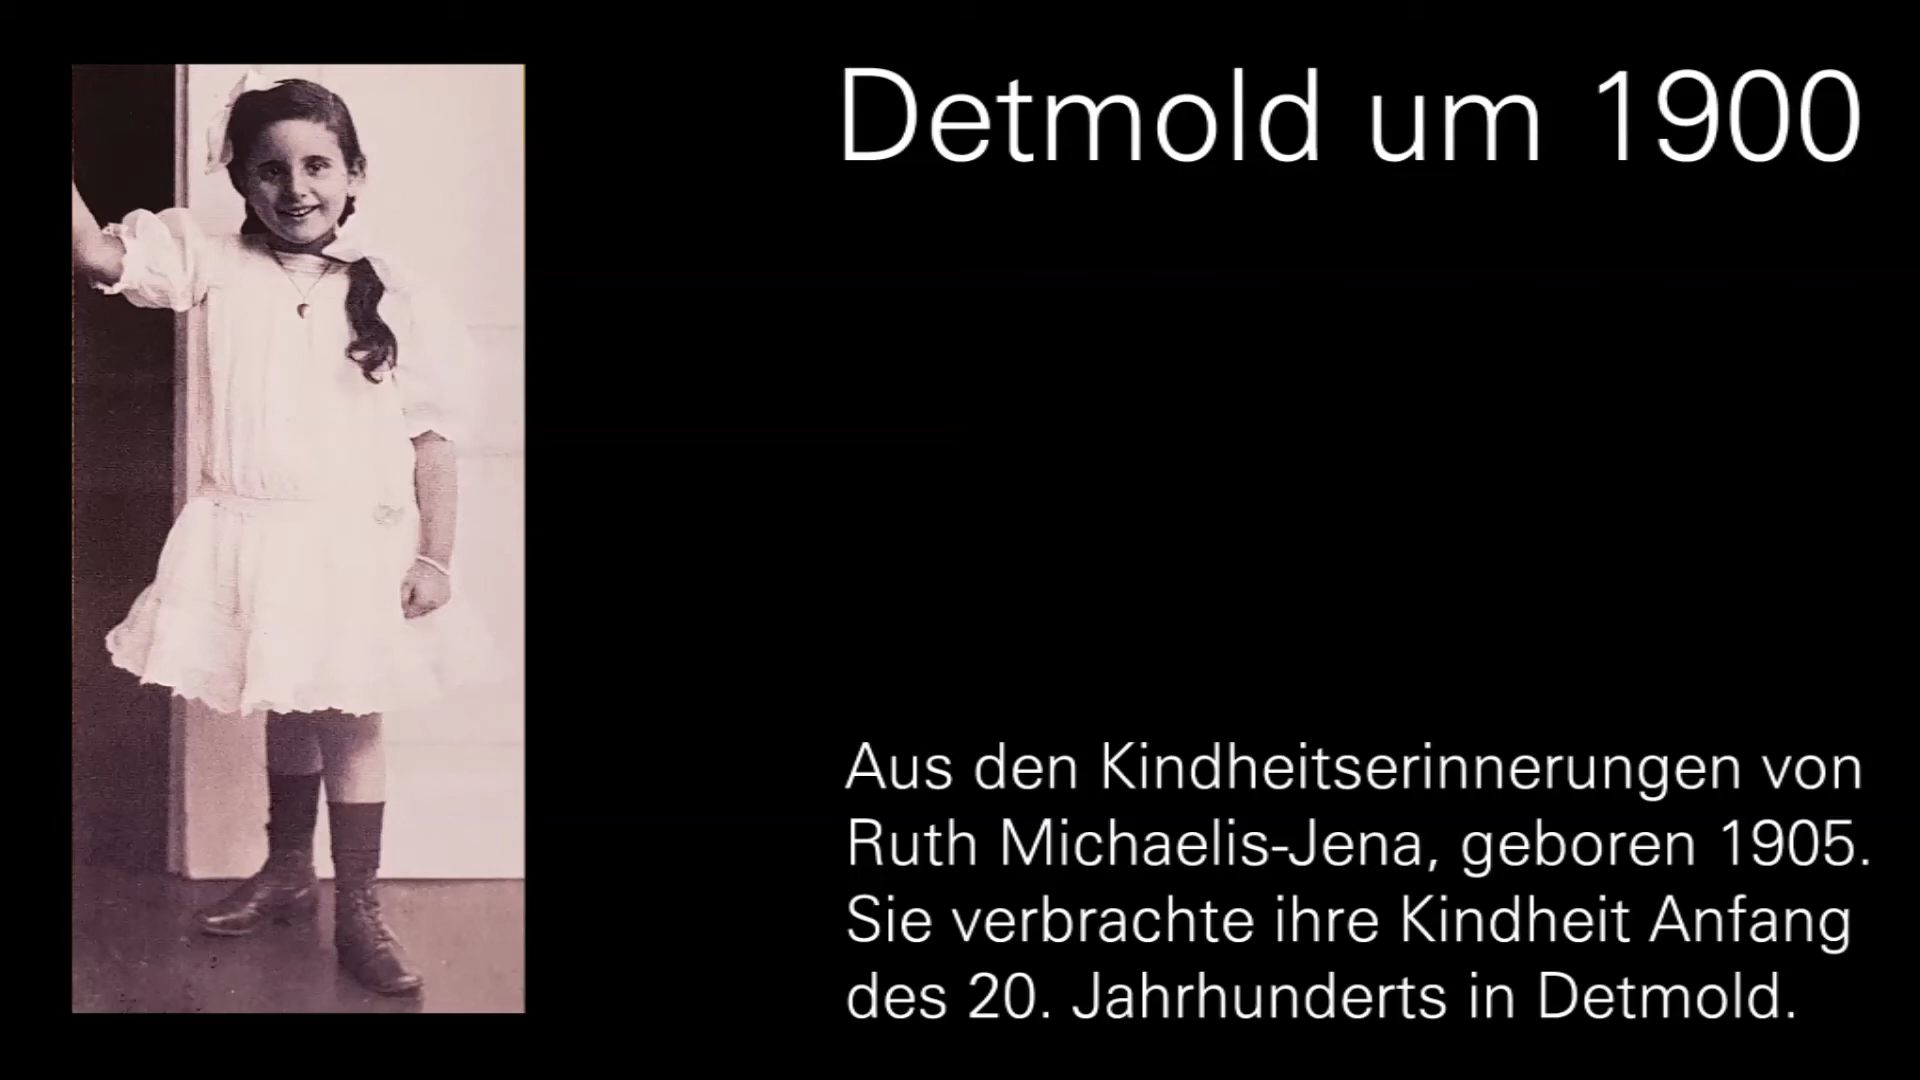 Detmold um 1900
Aus den Kindheitserinnerungen von
Ruth Michaelis-Jena, geboren 1905.
Sie verbrachte ihre Kindheit Anfang
des 20. Jahrhunderts in Detmold.